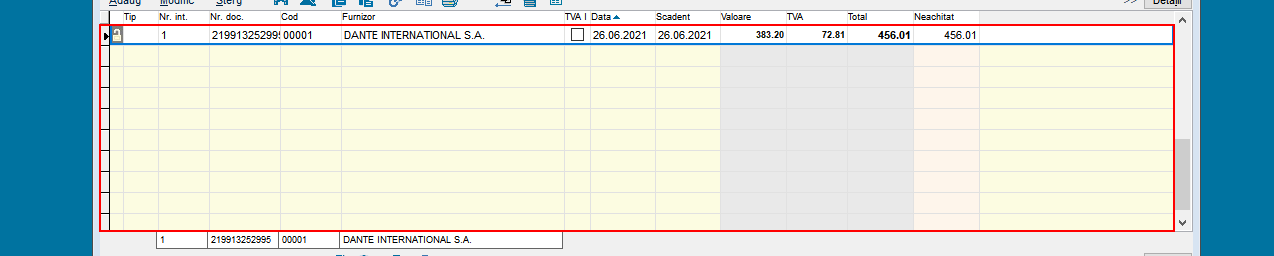 Adaug Modific Sterg >> Detalii
Tip Nr. int. Nr. doc. Cod Furnizor TVA I Data Scadent Valoare TVA Total Neachitat
1 219913252995 00001 DANTE INTERNATIONAL S.A. 26.06.2021 26.06.2021 383.20 72.81 456.01 456.01
1 219913252995 00001 DANTE INTERNATIONAL S.A.